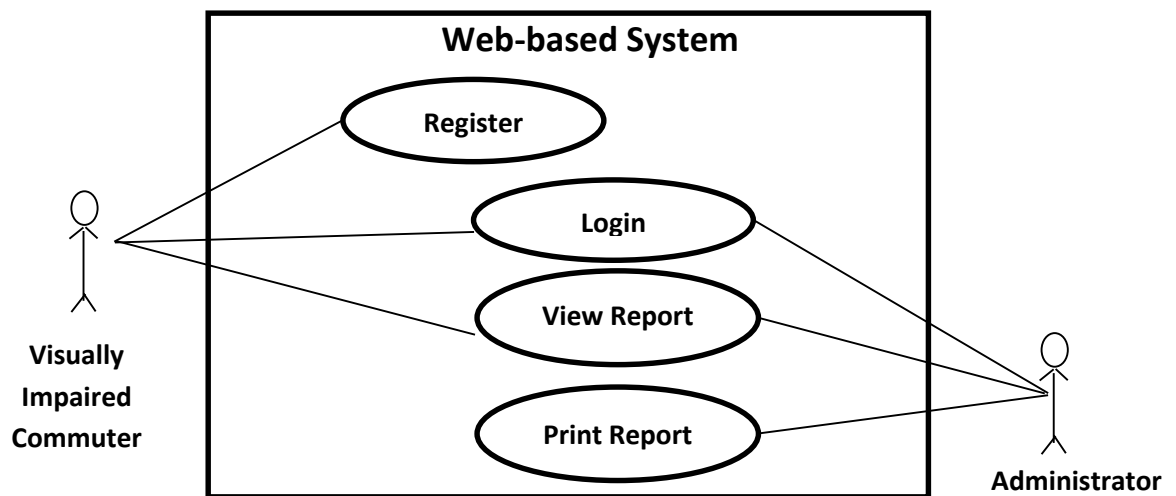 Web-based System
Register
Login
View Report
Print Report
Visually
Impaired
Commuter
Administrator